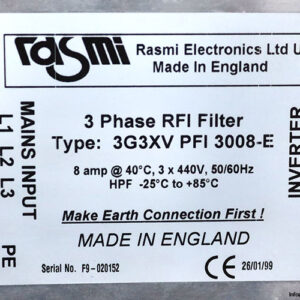 rasmi
Rasmi Electronics Ltd U
Made In England
3 Phase RFI Filter
Type: 3G3XV PFI 3008-E
8 amp @ 40°C, 3 x 440V, 50/60Hz
HPF -25°C to +85°C
Make Earth Connection First !
MADE IN ENGLAND
Serial No. F9-020152
CE 26/01/99
MAINS INPUT
L1 L2 L3 PE
INVERTER